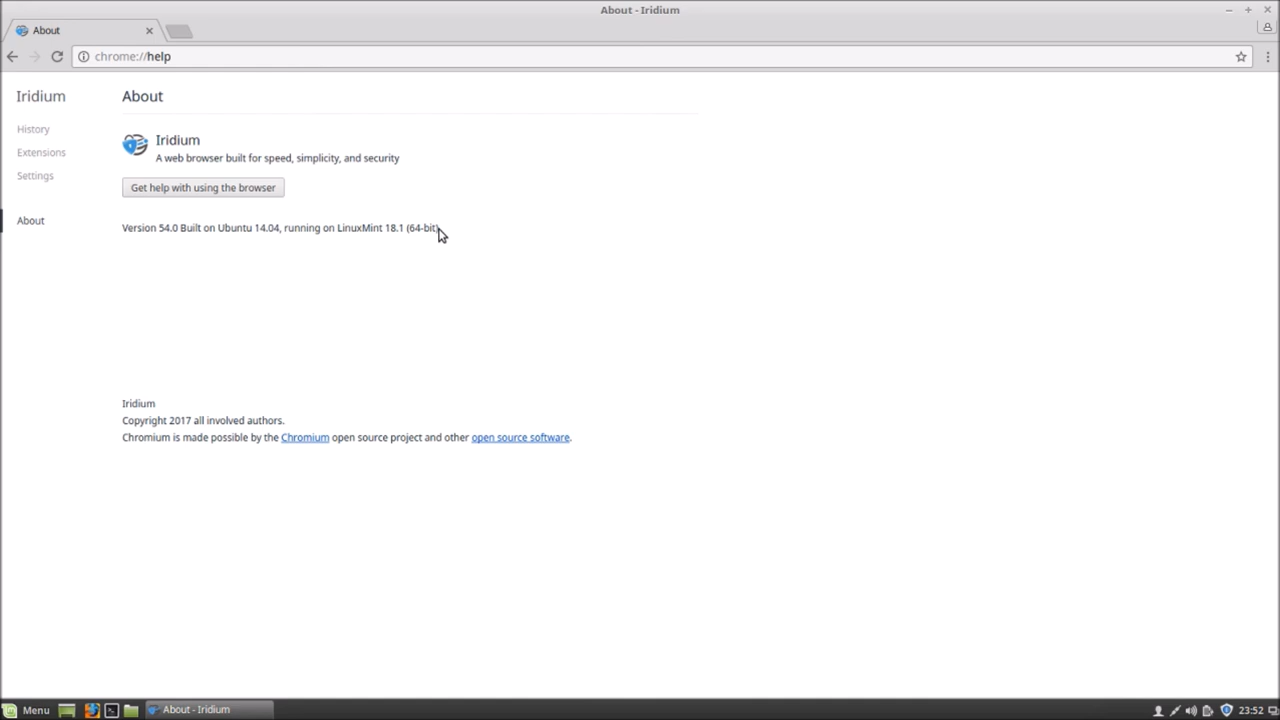 About - Iridium
About
chrome://help
Iridium
About
History
Extensions
Settings
About
Iridium
A web browser built for speed, simplicity, and security
Get help with using the browser
Version 54.0 Built on Ubuntu 14.04, running on LinuxMint 18.1 (64-bit)
Iridium
Copyright 2017 all involved authors.
Chromium is made possible by the Chromium open source project and other open source software.
Menu
About - Iridium
23:52